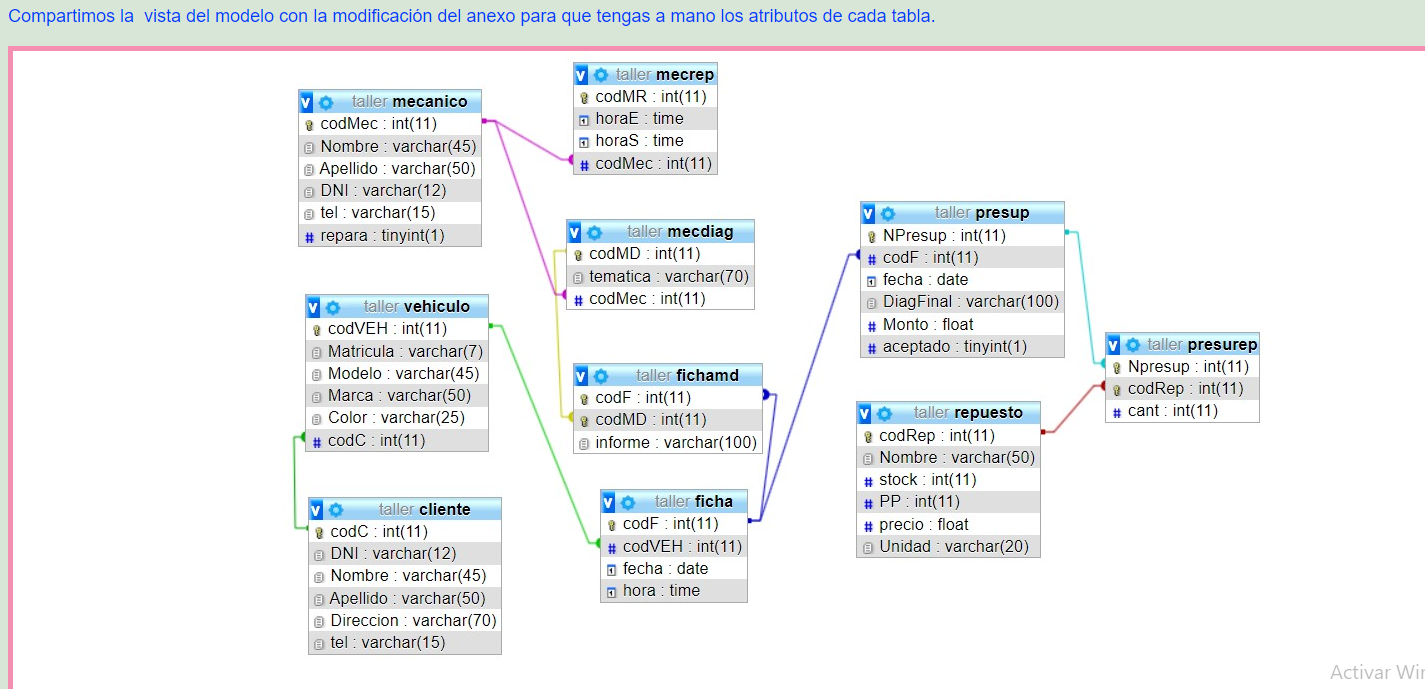 Compartimos la vista del modelo con la modificación del anexo para que tengas a mano los atributos de cada tabla.
taller mecanico
codMec : int(11)
Nombre : varchar(45)
Apellido : varchar(50)
DNI : varchar(12)
tel : varchar(15)
repara : tinyint(1)
taller mecrep
codMR : int(11)
horaE : time
horaS : time
codMec : int(11)
taller mecdiag
codMD : int(11)
tematica : varchar(70)
codMec : int(11)
taller vehiculo
codVEH : int(11)
Matricula : varchar(7)
Modelo : varchar(45)
Marca : varchar(50)
Color : varchar(25)
codC : int(11)
taller fichamd
codF : int(11)
codMD : int(11)
informe : varchar(100)
taller cliente
codC : int(11)
DNI : varchar(12)
Nombre : varchar(45)
Apellido : varchar(50)
Direccion : varchar(70)
tel : varchar(15)
taller ficha
codF : int(11)
codVEH : int(11)
fecha : date
hora : time
taller presup
NPresup : int(11)
codF : int(11)
fecha : date
DiagFinal : varchar(100)
Monto : float
aceptado : tinyint(1)
taller repuesto
codRep : int(11)
Nombre : varchar(50)
stock : int(11)
PP : int(11)
precio : float
Unidad : varchar(20)
taller presurep
Npresup : int(11)
codRep : int(11)
cant : int(11)
Activar Wi